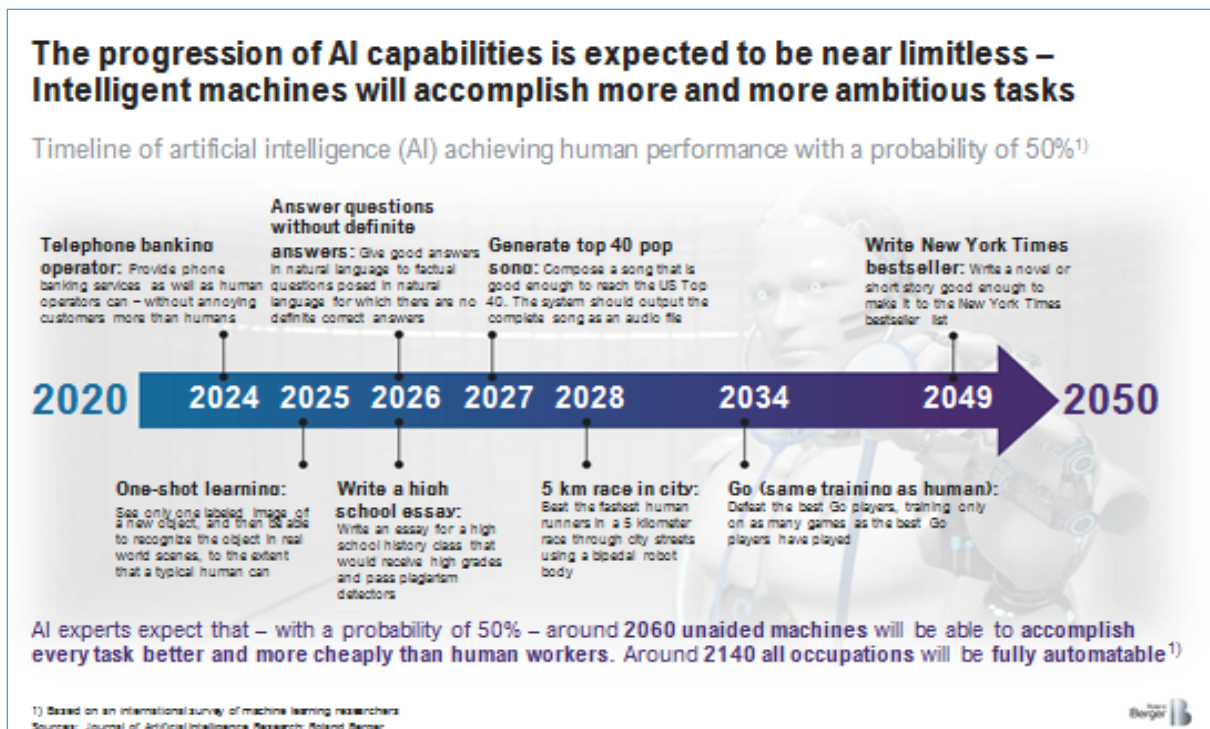 The progression of AI capabilities is expected to be near limitless –
Intelligent machines will accomplish more and more ambitious tasks
Timeline of artificial intelligence (AI) achieving human performance with a probability of 50%1)
Telephone banking
operator: Provide phone
banking services as well as human
operators can – without annoying
customers more than humans
Answer questions
without definite
answers: Give good answers
in natural language to factual
questions posed in natural
language for which there are no
definite correct answers
Generate top 40 pop
song: Compose a song that is
good enough to reach the US Top
40. The system should output the
complete song as an audio file
Write New York Times
bestseller: Write a novel or
short story good enough to
make it to the New York Times
bestseller list
2020
2024
2025
2026
2027
2028
2034
2049
2050
One-shot learning:
See only one labeled image of
a new object, and then be able
to recognize the object in real
world scenes, to the extent
that a typical human can
Write a high
school essay:
Write an essay for a high
school history class that
would receive high grades
and pass plagiarism
detectors
5 km race in city:
Beat the fastest human
runners in a 5 kilometer
race through city streets
using a bipedal robot
body
Go (same training as human):
Defeat the best Go players, training only
on as many games as the best Go
players have played
AI experts expect that – with a probability of 50% – around 2060 unaided machines will be able to accomplish
every task better and more cheaply than human workers. Around 2140 all occupations will be fully automatable1)
1) Based on an international survey of machine learning researchers
Sources: Journal of Artificial Intelligence Research; Roland Berger
Roland
Berger